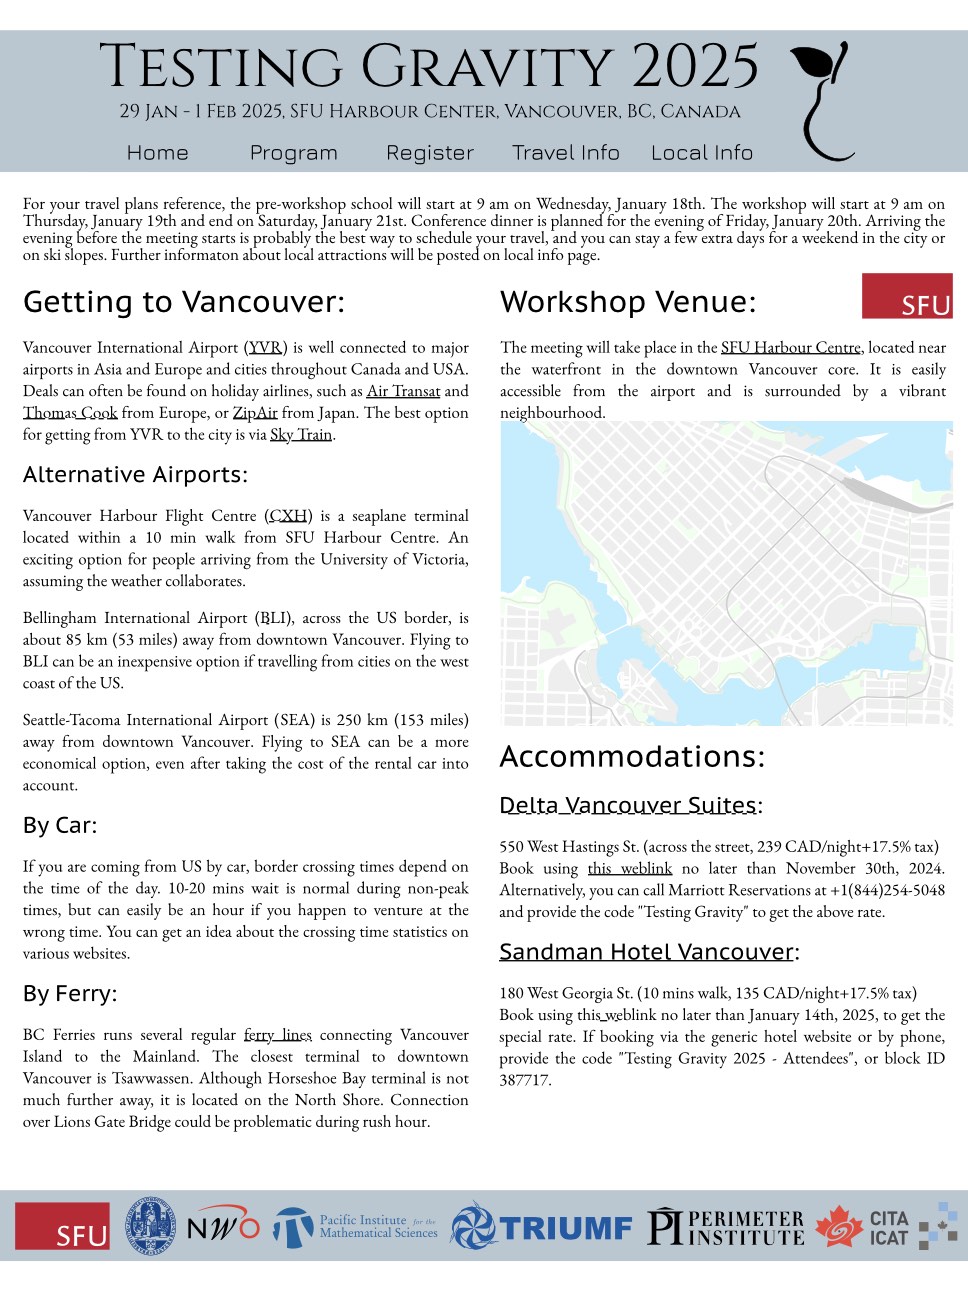 Testing Gravity 2025
29 Jan - 1 Feb 2025, SFU Harbour Center, Vancouver, BC, Canada
Home Program Register Travel Info Local Info
For your travel plans reference, the pre-workshop school will start at 9 am on Wednesday, January 18th. The workshop will start at 9 am on
Thursday, January 19th and end on Saturday, January 21st. Conference dinner is planned for the evening of Friday, January 20th. Arriving the
evening before the meeting starts is probably the best way to schedule your travel, and you can stay a few extra days for a weekend in the city or
on ski slopes. Further informaton about local attractions will be posted on local info page.
Getting to Vancouver:
Vancouver International Airport (YVR) is well connected to major
airports in Asia and Europe and cities throughout Canada and USA.
Deals can often be found on holiday airlines, such as Air Transat and
Thomas Cook from Europe, or ZipAir from Japan. The best option
for getting from YVR to the city is via Sky Train.
Alternative Airports:
Vancouver Harbour Flight Centre (CXH) is a seaplane terminal
located within a 10 min walk from SFU Harbour Centre. An
exciting option for people arriving from the University of Victoria,
assuming the weather collaborates.
Bellingham International Airport (BLI), across the US border, is
about 85 km (53 miles) away from downtown Vancouver. Flying to
BLI can be an inexpensive option if travelling from cities on the west
coast of the US.
Seattle-Tacoma International Airport (SEA) is 250 km (153 miles)
away from downtown Vancouver. Flying to SEA can be a more
economical option, even after taking the cost of the rental car into
account.
By Car:
If you are coming from US by car, border crossing times depend on
the time of the day. 10-20 mins wait is normal during non-peak
times, but can easily be an hour if you happen to venture at the
wrong time. You can get an idea about the crossing time statistics on
various websites.
By Ferry:
BC Ferries runs several regular ferry lines connecting Vancouver
Island to the Mainland. The closest terminal to downtown
Vancouver is Tsawwassen. Although Horseshoe Bay terminal is not
much further away, it is located on the North Shore. Connection
over Lions Gate Bridge could be problematic during rush hour.
Workshop Venue:
SFU
The meeting will take place in the SFU Harbour Centre, located near
the waterfront in the downtown Vancouver core. It is easily
accessible from the airport and is surrounded by a vibrant
neighbourhood.
Accommodations:
Delta Vancouver Suites:
550 West Hastings St. (across the street, 239 CAD/night+17.5% tax)
Book using this weblink no later than November 30th, 2024.
Alternatively, you can call Marriott Reservations at +1(844)254-5048
and provide the code "Testing Gravity" to get the above rate.
Sandman Hotel Vancouver:
180 West Georgia St. (10 mins walk, 135 CAD/night+17.5% tax)
Book using this weblink no later than January 14th, 2025, to get the
special rate. If booking via the generic hotel website or by phone,
provide the code "Testing Gravity 2025 - Attendees", or block ID
387717.
SFU
NWO
Pacific Institute for the
Mathematical Sciences
TRIUMF
PI PERIMETER
INSTITUTE
CITA
ICAT